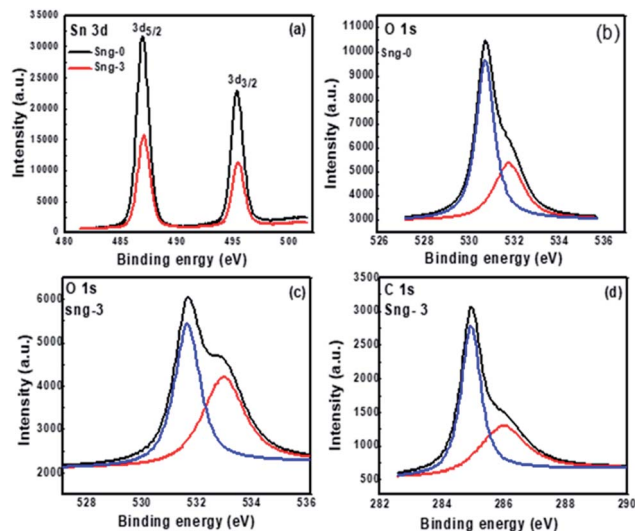 Sn 3d
3d5/2
(a)
Sng-0
Sng-3
3d3/2
35000
30000
25000
20000
15000
10000
5000
0
480 485 490 495 500
Intensity (a.u.)
Binding energy (eV)
O 1s
(b)
Sng-0
12000
11000
10000
9000
8000
7000
6000
5000
4000
3000
526 528 530 532 534 536
Intensity (a.u.)
Binding energy (eV)
O 1s
(c)
sng-3
6000
5000
4000
3000
2000
528 530 532 534 536
Intensity (a.u.)
Binding energy (eV)
C 1s
(d)
Sng- 3
3500
3000
2500
2000
1500
1000
500
282 284 286 288 290
Intensity (a.u.)
Binding energy (eV)